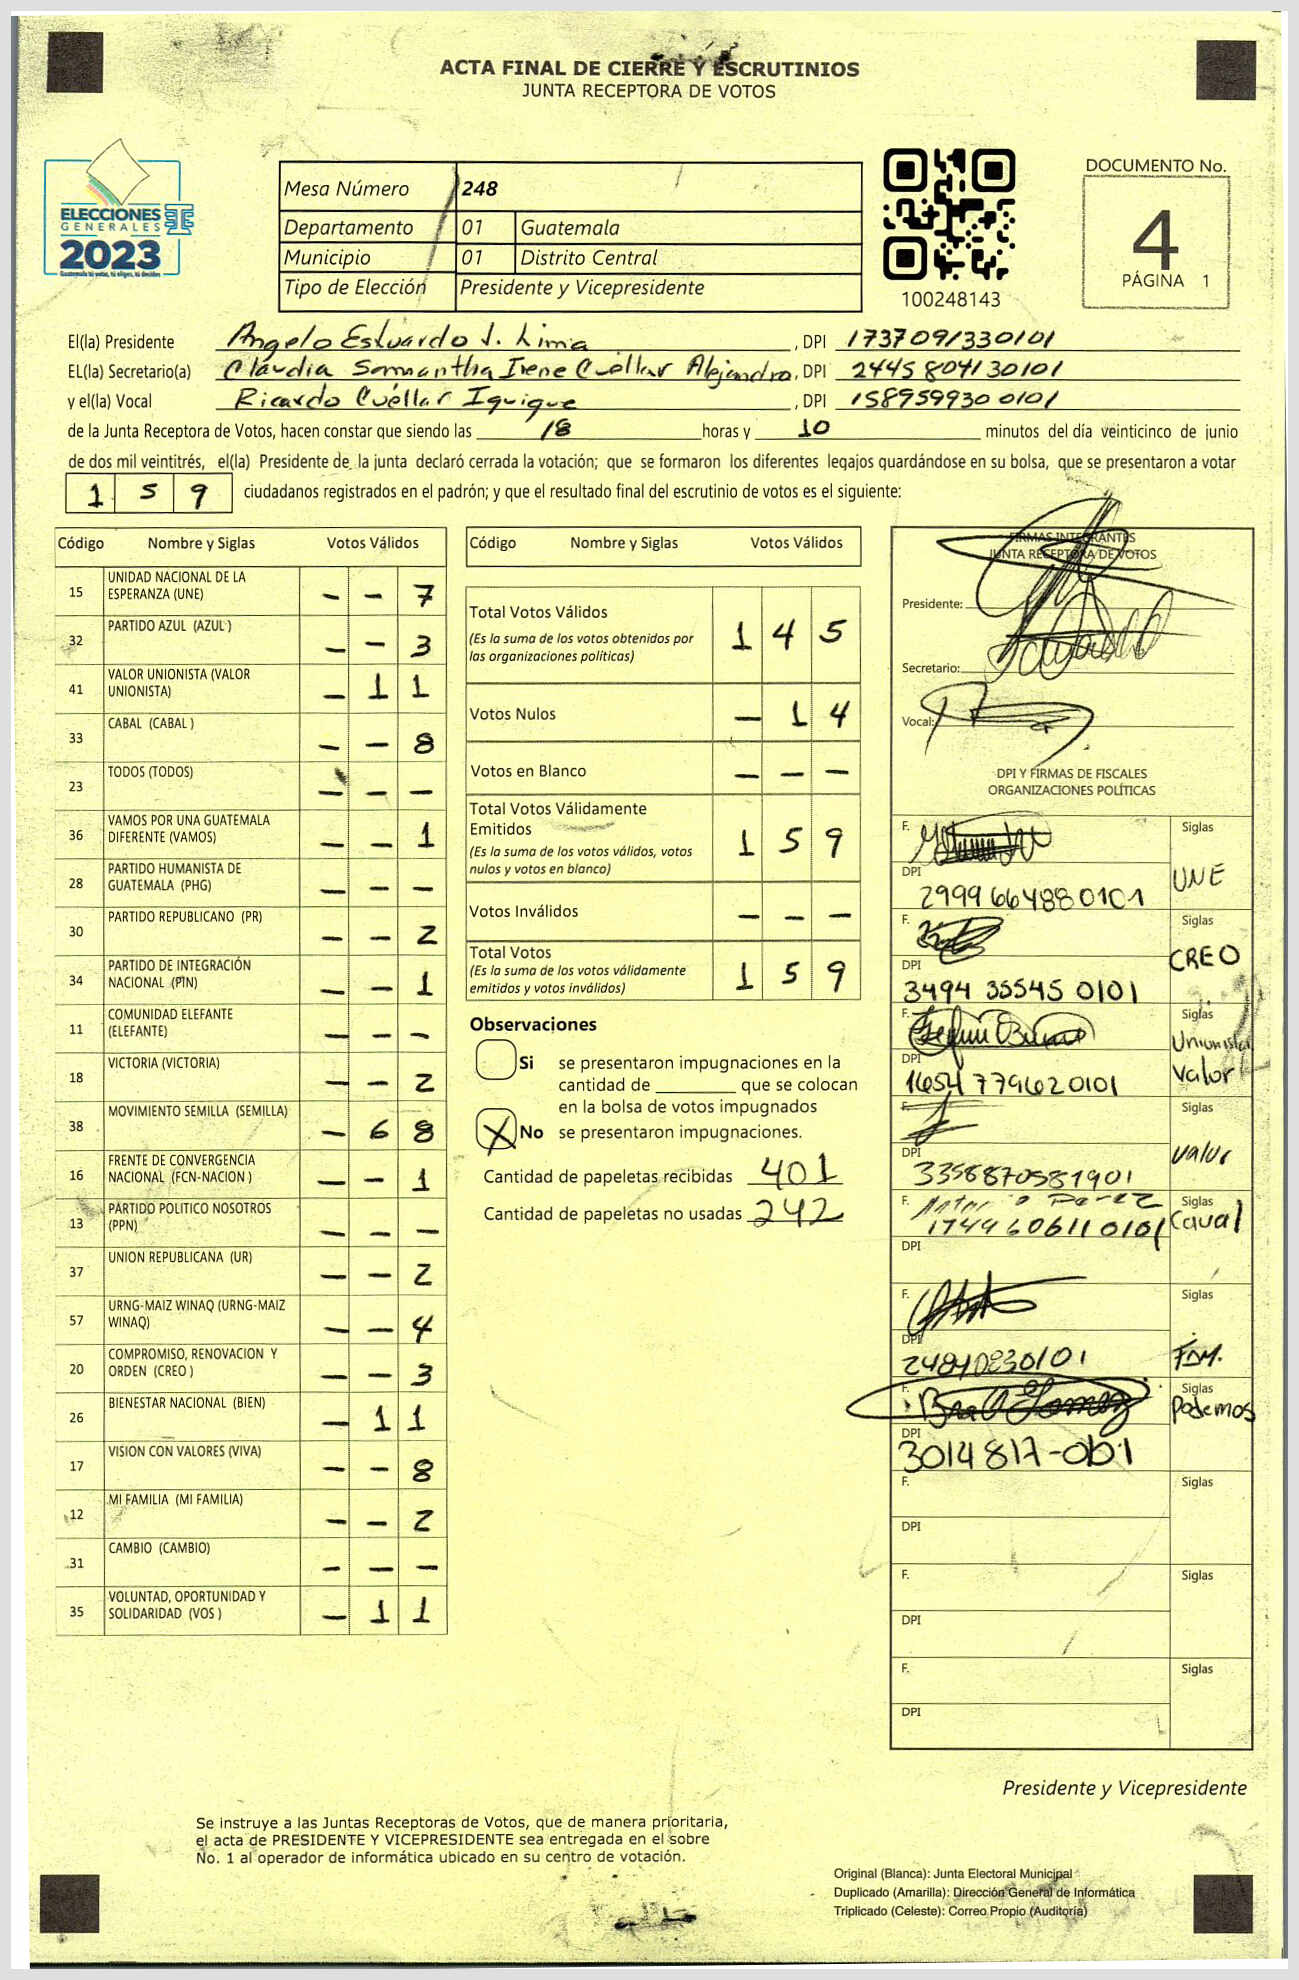 ACTA FINAL DE CIERRE Y ESCRUTINIOS
JUNTA RECEPTORA DE VOTOS
ELECCIONES
GENERALES
2023
Guatemala tú votas, tú eliges, tú decides
Mesa Número 248
Departamento 01 Guatemala
Municipio 01 Distrito Central
Tipo de Elección Presidente y Vicepresidente
100248143
DOCUMENTO No.
4
PÁGINA 1
El(la) Presidente Angelo Estuardo J. Lima, DPI 1737091330101
EL(la) Secretario(a) Claudia Samantha Irene Cuéllar Alejandro, DPI 2445804130101
y el(la) Vocal Ricardo Cuéllar Iquique, DPI 1589599300101
de la Junta Receptora de Votos, hacen constar que siendo las 18 horas y 10 minutos del día veinticinco de junio
de dos mil veintitrés, el(la) Presidente de la junta declaró cerrada la votación; que se formaron los diferentes legajos guardándose en su bolsa, que se presentaron a votar
1 5 9 ciudadanos registrados en el padrón; y que el resultado final del escrutinio de votos es el siguiente:
Código Nombre y Siglas Votos Válidos
15 UNIDAD NACIONAL DE LA ESPERANZA (UNE) - - 7
32 PARTIDO AZUL (AZUL ) - - 3
41 VALOR UNIONISTA (VALOR UNIONISTA) - 1 1
33 CABAL (CABAL ) - - 8
23 TODOS (TODOS) - - -
36 VAMOS POR UNA GUATEMALA DIFERENTE (VAMOS) - - 1
28 PARTIDO HUMANISTA DE GUATEMALA (PHG) - - -
30 PARTIDO REPUBLICANO (PR) - - 2
34 PARTIDO DE INTEGRACIÓN NACIONAL (PIN) - - 1
11 COMUNIDAD ELEFANTE (ELEFANTE) - - -
18 VICTORIA (VICTORIA) - - 2
38 MOVIMIENTO SEMILLA (SEMILLA) - 6 8
16 FRENTE DE CONVERGENCIA NACIONAL (FCN-NACION ) - - 1
13 PARTIDO POLITICO NOSOTROS (PPN) - - -
37 UNION REPUBLICANA (UR) - - 2
57 URNG-MAIZ WINAQ (URNG-MAIZ WINAQ) - - 4
20 COMPROMISO, RENOVACION Y ORDEN (CREO ) - - 3
26 BIENESTAR NACIONAL (BIEN) - 1 1
17 VISION CON VALORES (VIVA) - - 8
12 MI FAMILIA (MI FAMILIA) - - 2
31 CAMBIO (CAMBIO) - - -
35 VOLUNTAD, OPORTUNIDAD Y SOLIDARIDAD (VOS ) - 1 1
Código Nombre y Siglas Votos Válidos
Total Votos Válidos 1 4 5
(Es la suma de los votos obtenidos por
las organizaciones políticas)
Votos Nulos - 1 4
Votos en Blanco - - -
Total Votos Válidamente
Emitidos 1 5 9
(Es la suma de los votos válidos, votos
nulos y votos en blanco)
Votos Inválidos - - -
Total Votos 1 5 9
(Es la suma de los votos válidamente
emitidos y votos inválidos)
Observaciones
Si se presentaron impugnaciones en la
cantidad de que se colocan
en la bolsa de votos impugnados
X No se presentaron impugnaciones.
Cantidad de papeletas recibidas 401
Cantidad de papeletas no usadas 242
FIRMAS INTEGRANTES
JUNTA RECEPTORA DE VOTOS
Presidente:
Secretario:
Vocal:
DPI Y FIRMAS DE FISCALES
ORGANIZACIONES POLÍTICAS
F. Siglas
DPI 2999664880101 UNE
F. Siglas
DPI 3494 35545 0101 CREO
F. Siglas
DPI 1654779620101 Unionista Valor
F. Siglas
DPI 3358870581901 valor
F. Antonio Perez Siglas
1744606110101 Caval
DPI
F. Siglas
DPI 24840830101
F. Siglas
DPI 3014817-0101 Podemos
F. Siglas
DPI
F. Siglas
DPI
F. Siglas
DPI
Presidente y Vicepresidente
Se instruye a las Juntas Receptoras de Votos, que de manera prioritaria,
el acta de PRESIDENTE Y VICEPRESIDENTE sea entregada en el sobre
No. 1 al operador de informática ubicado en su centro de votación.
Original (Blanca): Junta Electoral Municipal
Duplicado (Amarilla): Dirección General de Informática
Triplicado (Celeste): Correo Propio (Auditoría)